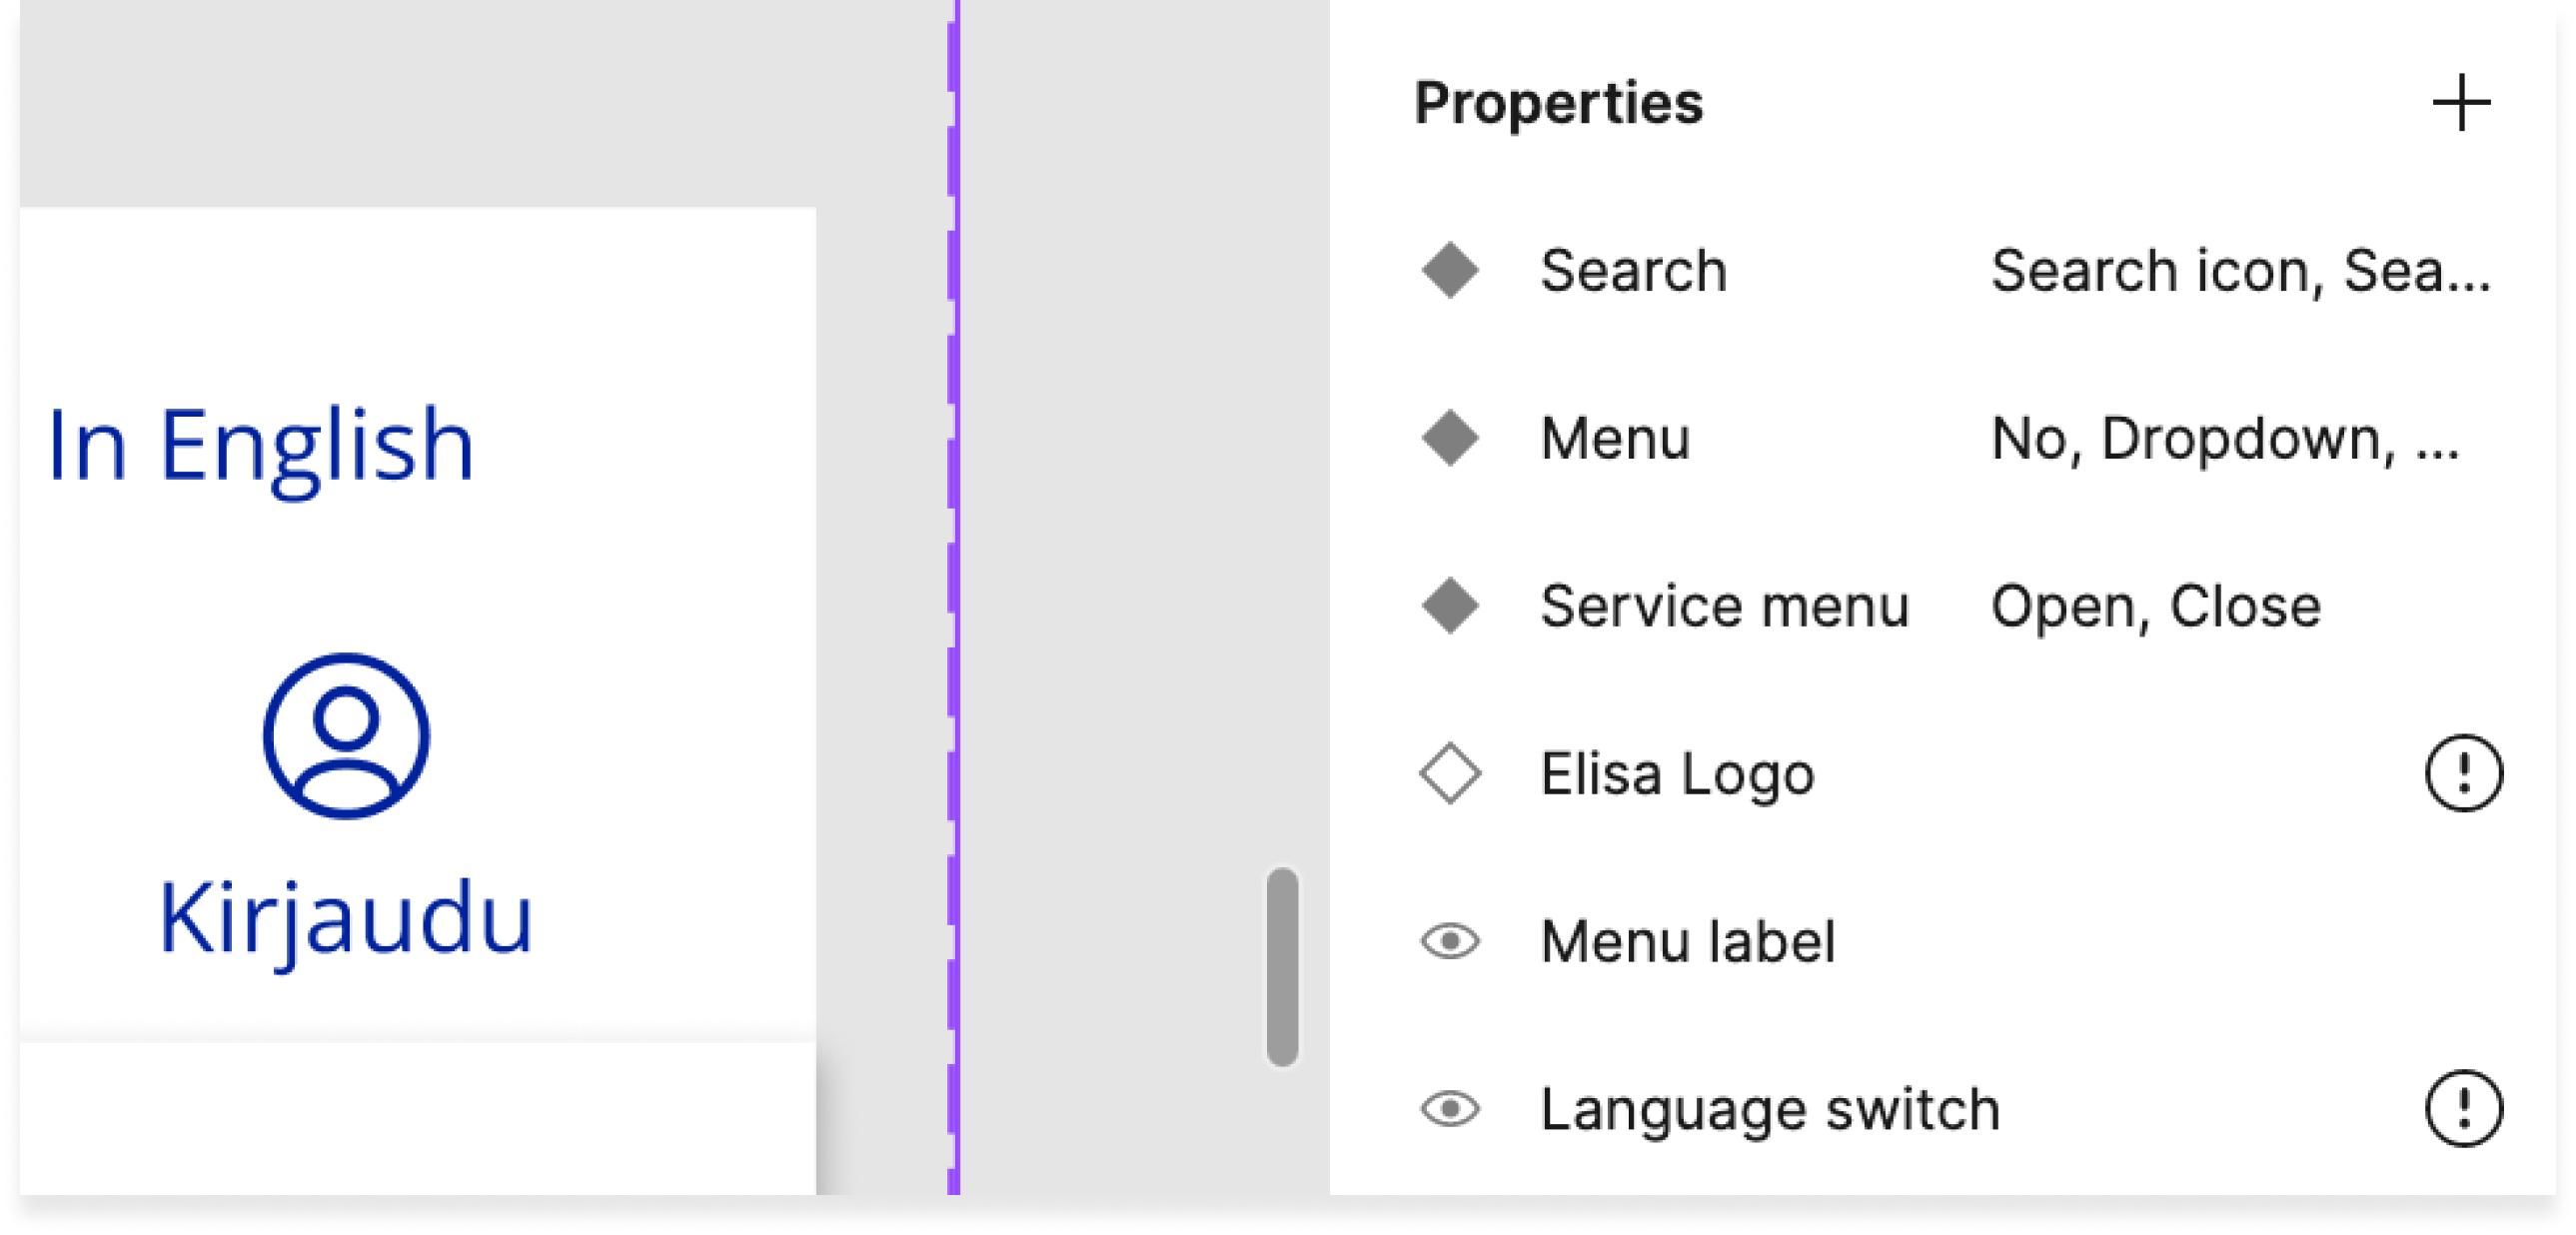 In English
Kirjaudu
Properties
Search Search icon, Sea...
Menu No, Dropdown, ...
Service menu Open, Close
Elisa Logo
Menu label
Language switch